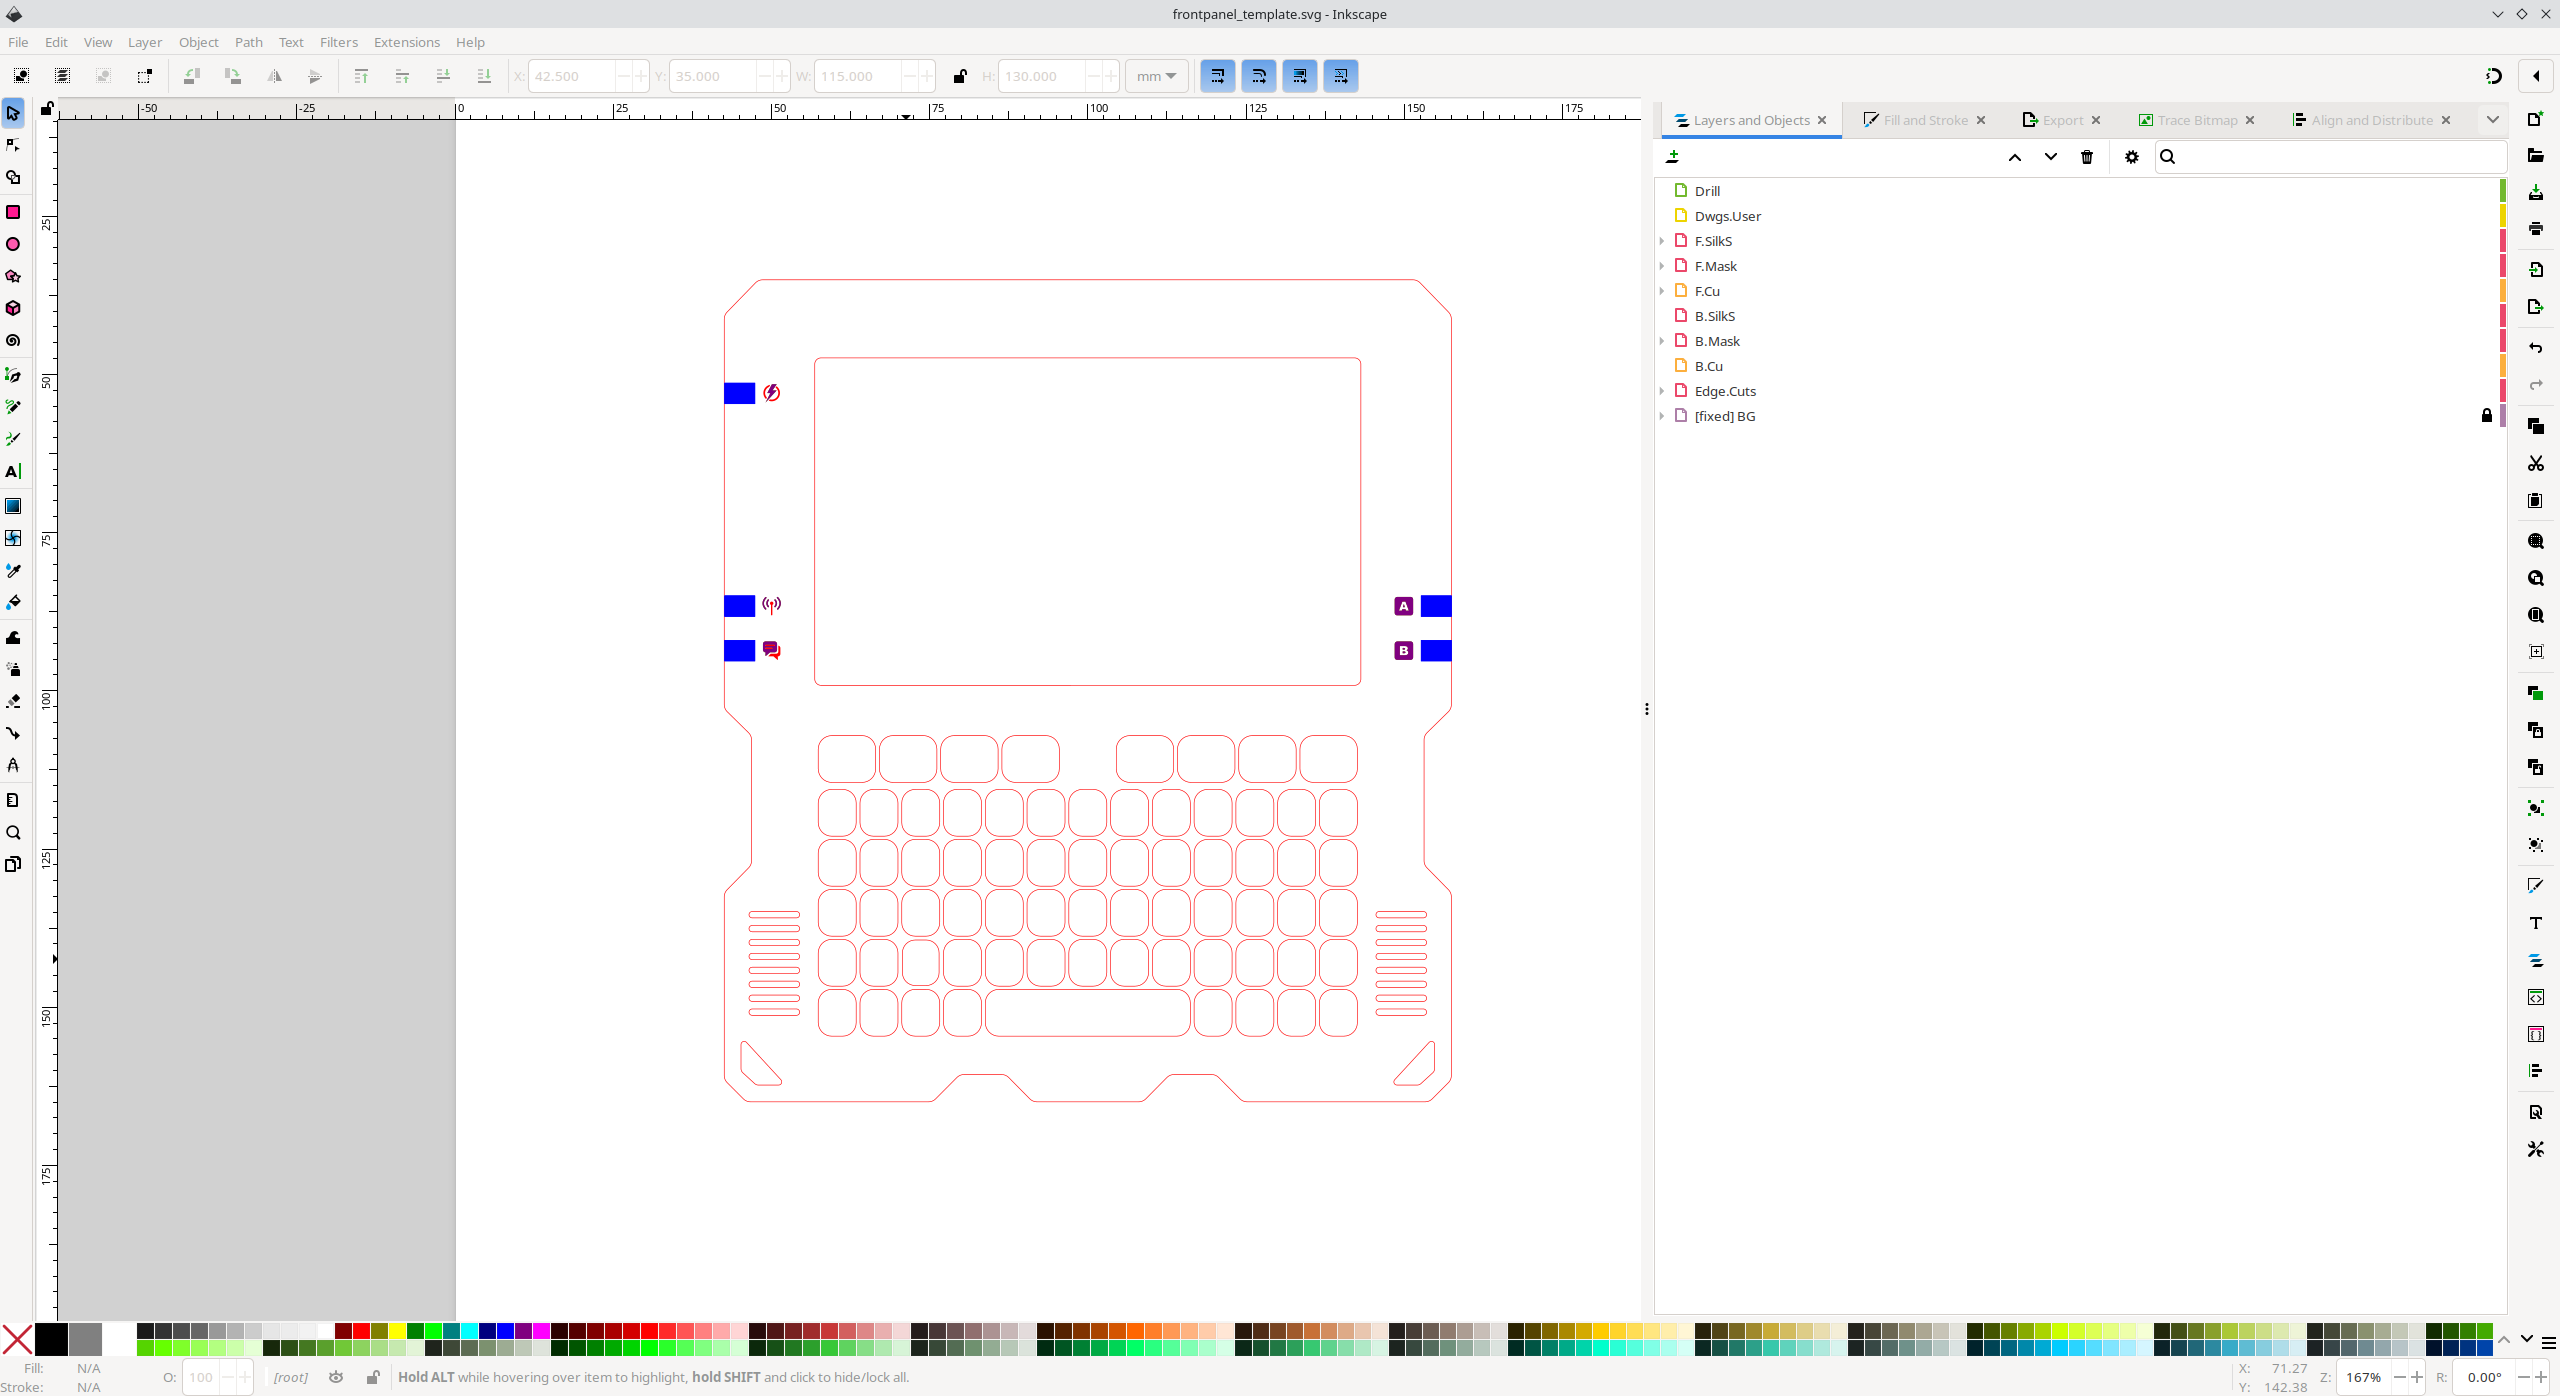 frontpanel_template.svg - Inkscape
File Edit View Layer Object Path Text Filters Extensions Help
X: 42.500 Y: 35.000 W: 115.000 H: 130.000 mm
-50 -25 0 25 50 75 100 125 150 175
Layers and Objects Fill and Stroke Export Trace Bitmap Align and Distribute
Drill
Dwgs.User
F.SilkS
F.Mask
F.Cu
B.SilkS
B.Mask
B.Cu
Edge.Cuts
[fixed] BG
25
50
75
100
125
150
175
A
B
Fill: N/A
Stroke: N/A
O: 100
[root]
Hold ALT while hovering over item to highlight, hold SHIFT and click to hide/lock all.
X: 71.27
Y: 142.38
Z: 167%
R: 0.00°